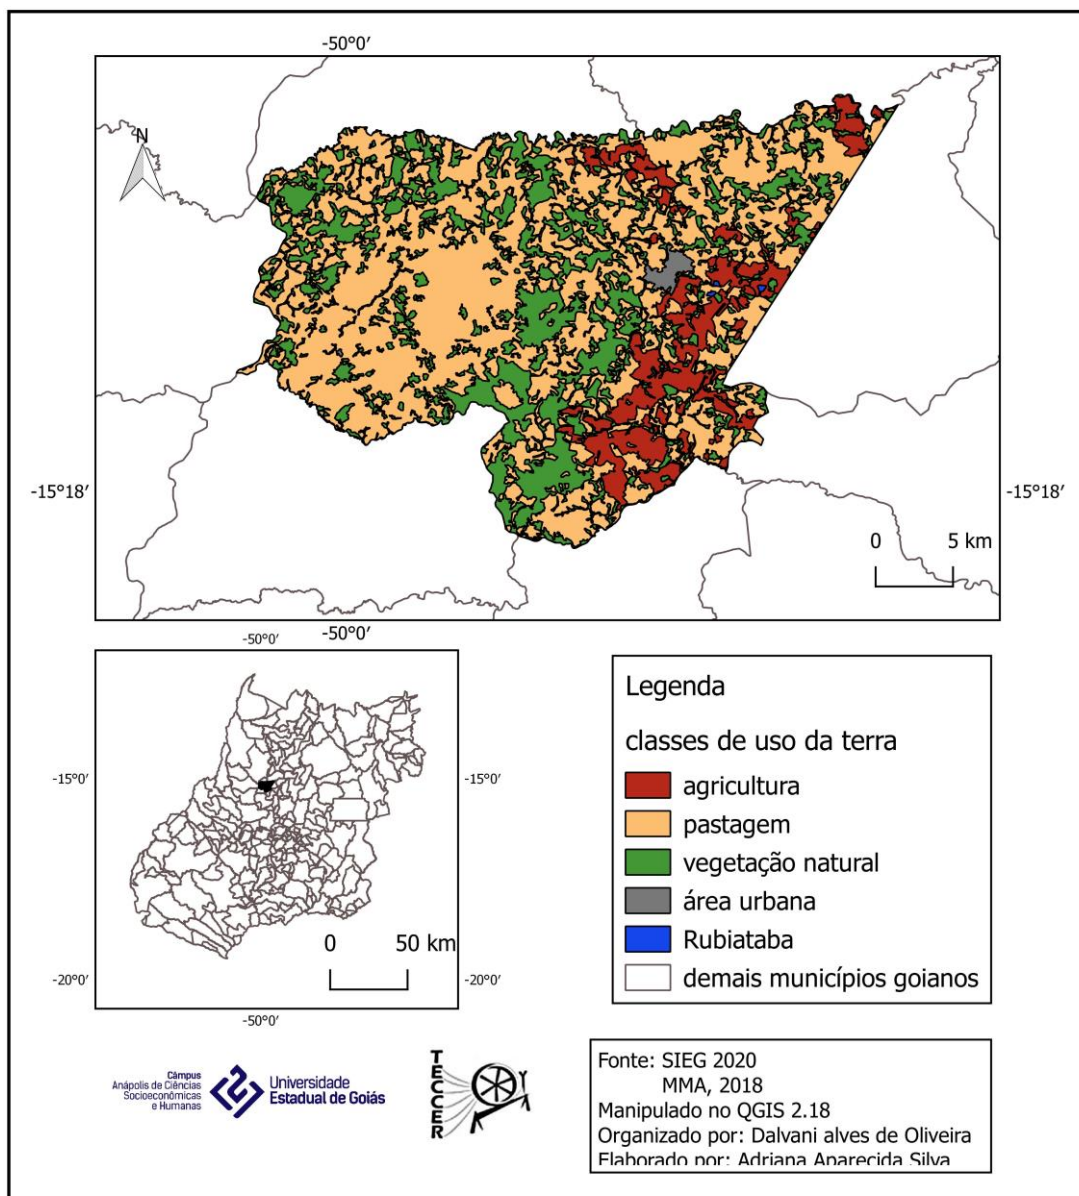 -50°0′
N
-15°18′
-15°18′
0 5 km
-50°0′
-50°0′
-15°0′
-15°0′
0 50 km
-20°0′
-20°0′
-50°0′
Legenda
classes de uso da terra
agricultura
pastagem
vegetação natural
área urbana
Rubiataba
demais municípios goianos
Câmpus
Anápolis de Ciências
Socioeconômicas
e Humanas
Universidade
Estadual de Goiás
TECCER
Fonte: SIEG 2020
MMA, 2018
Manipulado no QGIS 2.18
Organizado por: Dalvani alves de Oliveira
Elaborado por: Adriana Aparecida Silva